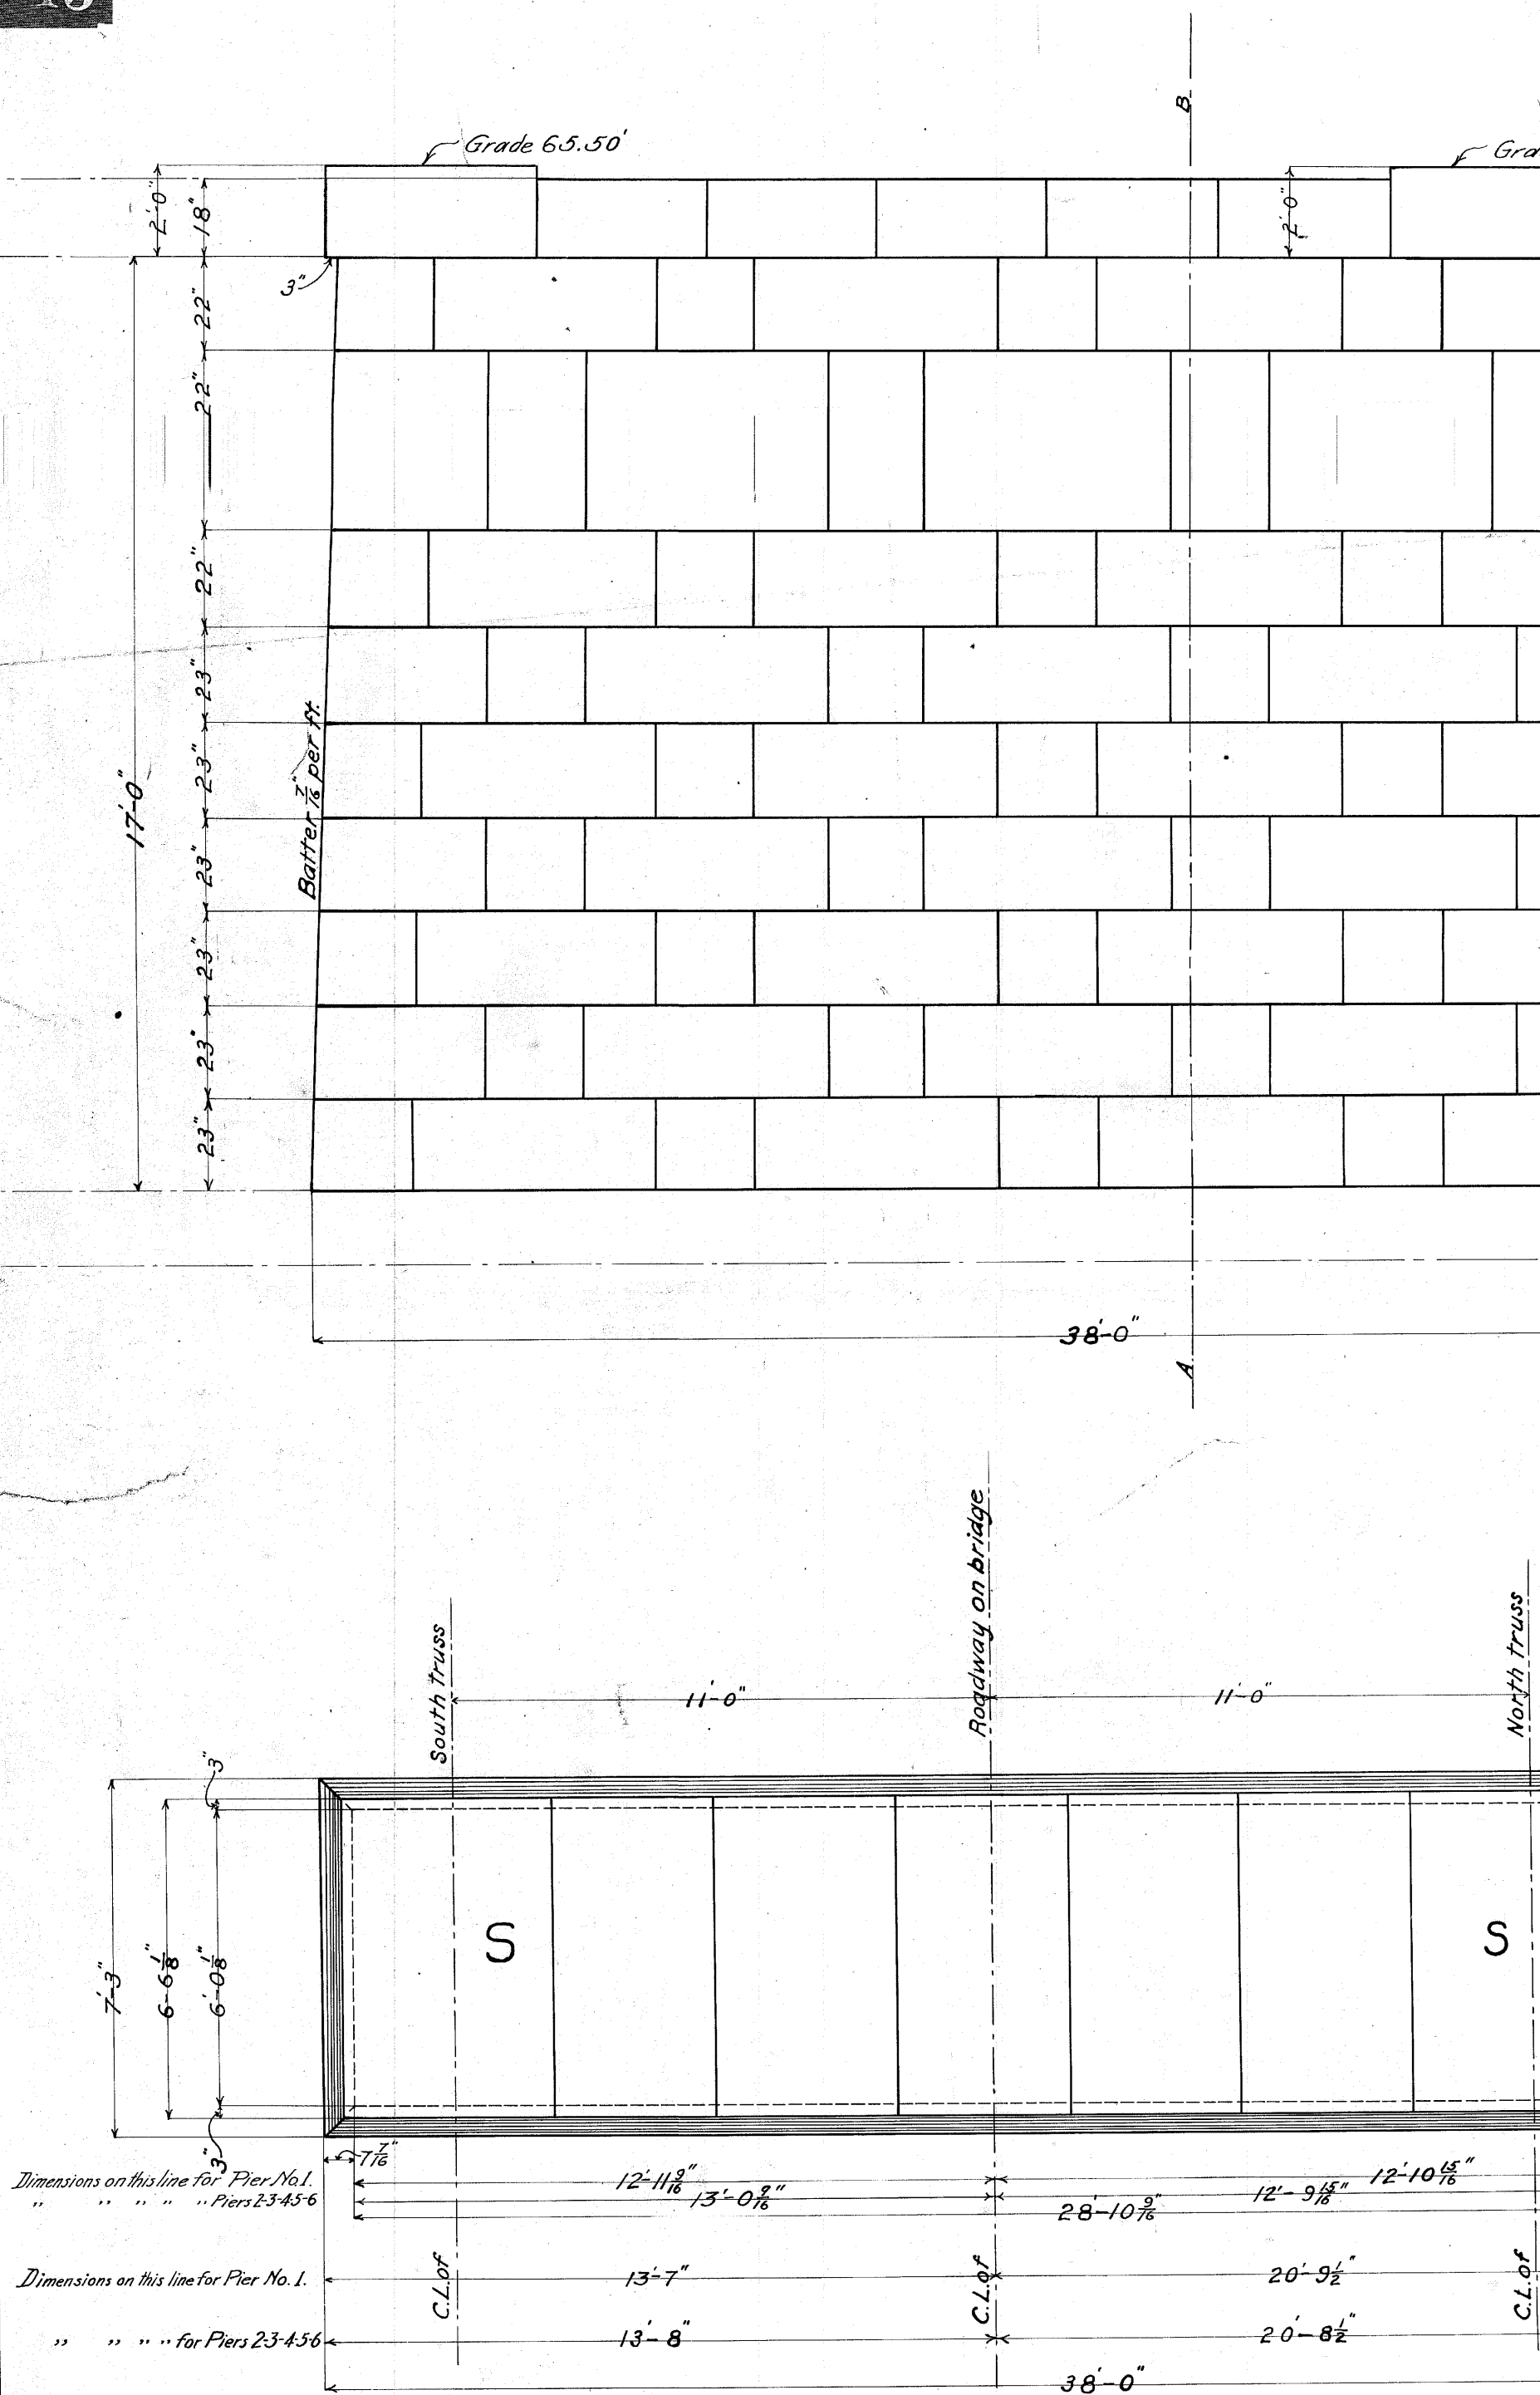 B
Grade 65.50'
Gra
2'-0"
18"
2'-0"
3"
22"
22"
22"
23"
23"
23"
23"
23"
23"
17'-0"
Batter 7/16" per ft.
38'-0"
A
South truss
Roadway on bridge
North truss
11'-0"
11'-0"
3"
S
S
7'-3"
6'-6 1/8"
6'-0 1/8"
3"
7 7/16"
Dimensions on this line for Pier No.1.
12'-11 9/16"
12'-10 15/16"
" " " " " Piers 2-3-4-5-6
13'-0 9/16"
12'-9 15/16"
28'-10 9/16"
C.L.of
C.L.of
C.L.of
Dimensions on this line for Pier No.1.
13'-7"
20'-9 1/2"
" " " " for Piers 2-3-4-5-6
13'-8"
20'-8 1/2"
38'-0"